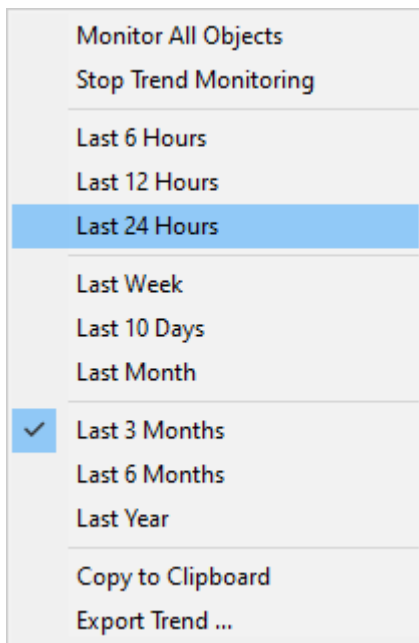 Monitor All Objects
Stop Trend Monitoring
Last 6 Hours
Last 12 Hours
Last 24 Hours
Last Week
Last 10 Days
Last Month
Last 3 Months
Last 6 Months
Last Year
Copy to Clipboard
Export Trend ...